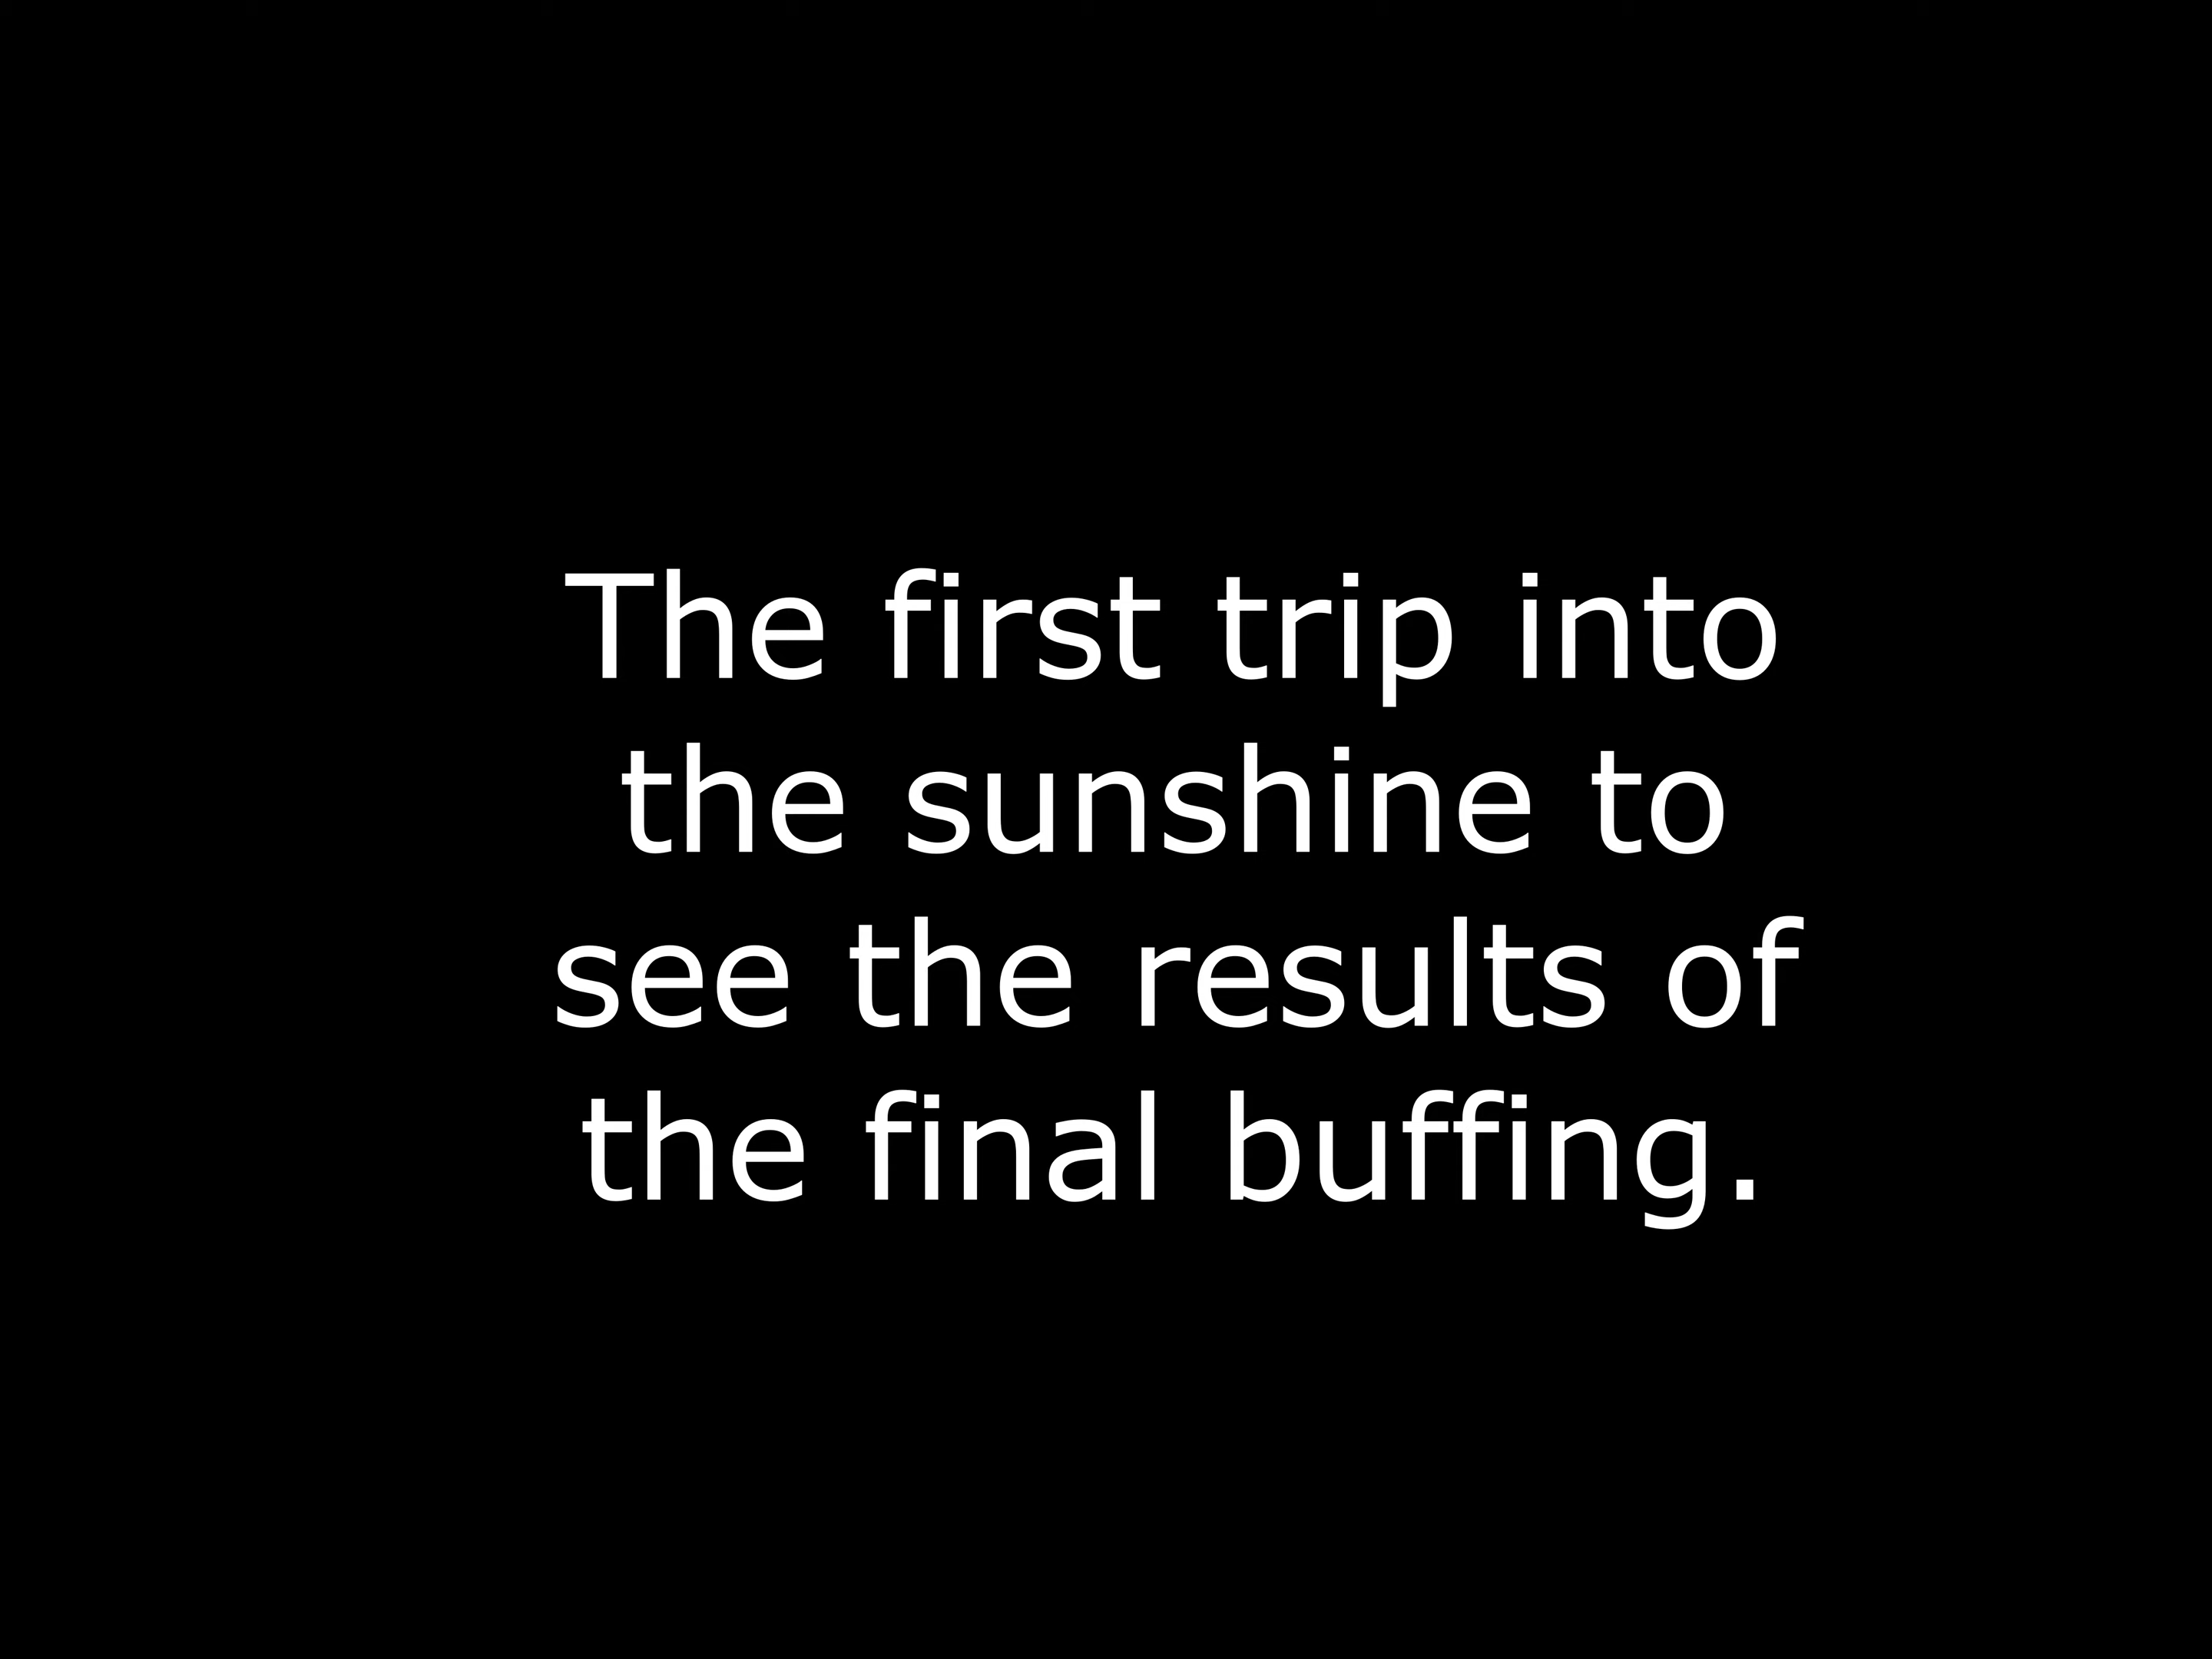 The first trip into
the sunshine to
see the results of
the final buffing.